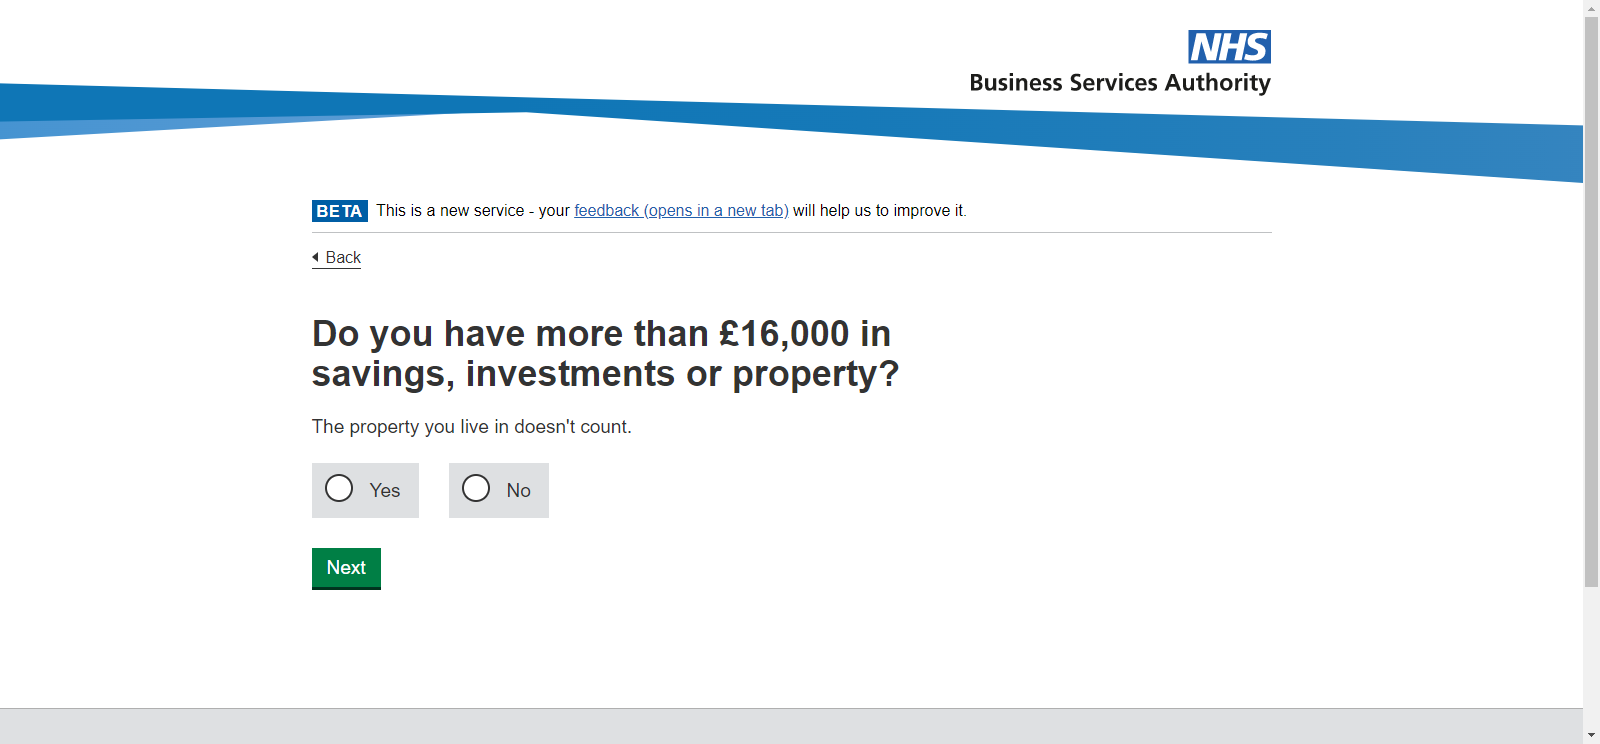 NHS
Business Services Authority
BETA This is a new service - your feedback (opens in a new tab) will help us to improve it.
Back
Do you have more than £16,000 in
savings, investments or property?
The property you live in doesn't count.
Yes No
Next